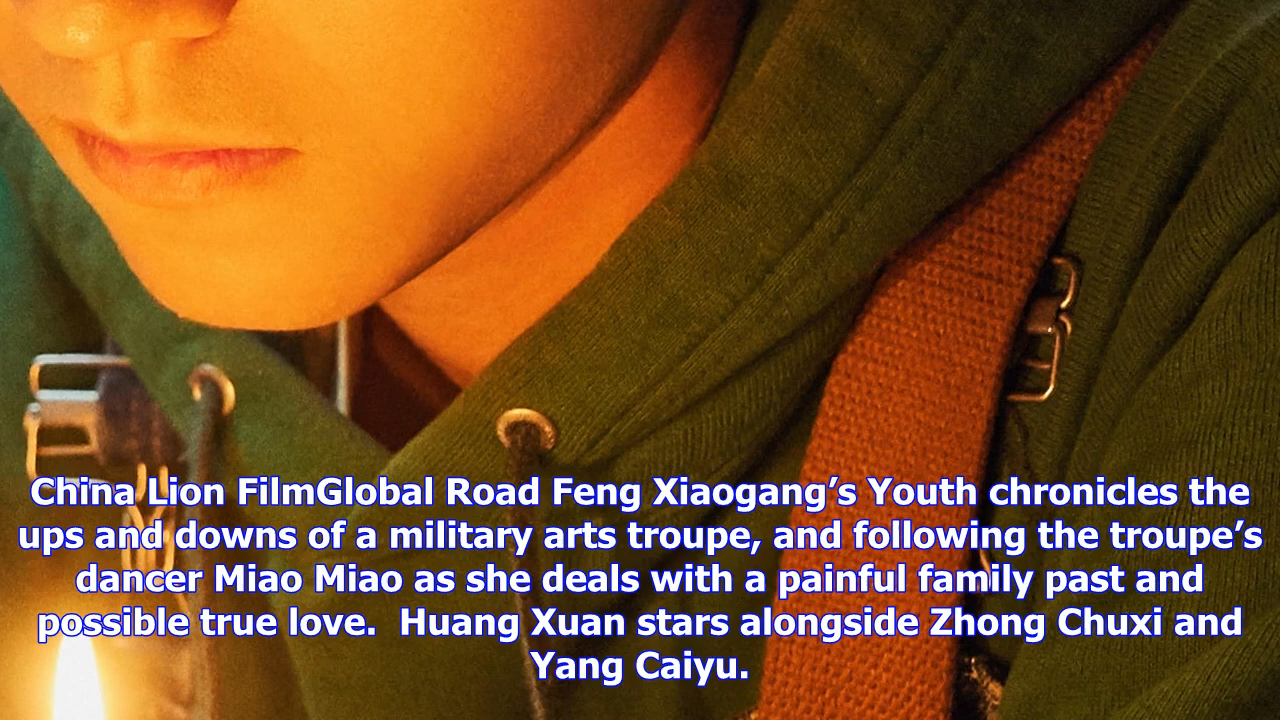 China Lion FilmGlobal Road Feng Xiaogang’s Youth chronicles the
ups and downs of a military arts troupe, and following the troupe’s
dancer Miao Miao as she deals with a painful family past and
possible true love.  Huang Xuan stars alongside Zhong Chuxi and
Yang Caiyu.